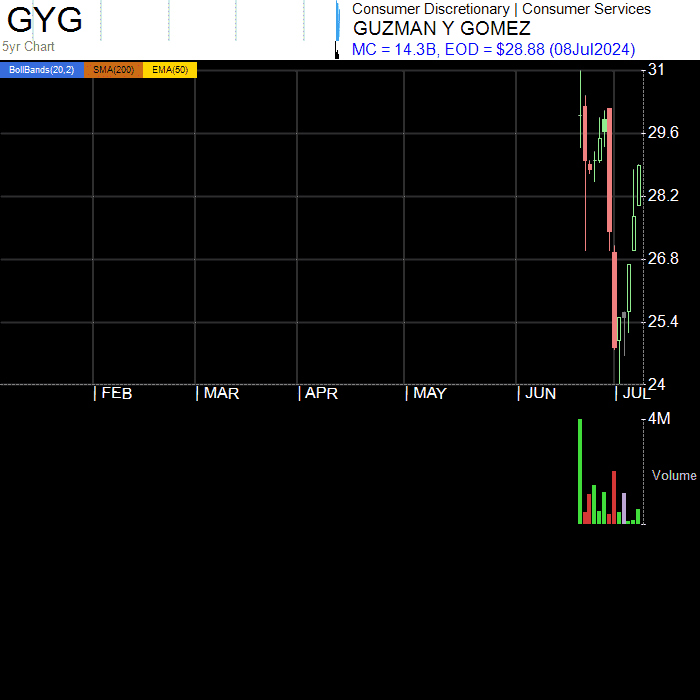 GYG
5yr Chart
Consumer Discretionary | Consumer Services
GUZMAN Y GOMEZ
MC = 14.3B, EOD = $28.88 (08Jul2024)
BollBands(20,2) SMA(200) EMA(50)
31
29.6
28.2
26.8
25.4
24
| FEB | MAR | APR | MAY | JUN | JUL
4M
Volume